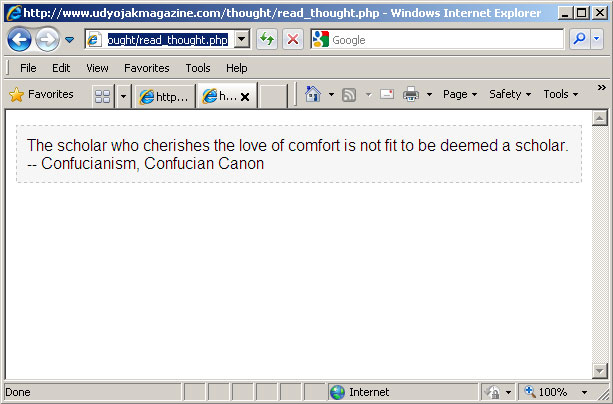 http://www.udyojakmagazine.com/thought/read_thought.php - Windows Internet Explorer
ought/read_thought.php
Google
File Edit View Favorites Tools Help
Favorites
http... h...
Page Safety Tools
The scholar who cherishes the love of comfort is not fit to be deemed a scholar.
-- Confucianism, Confucian Canon
Done Internet 100%